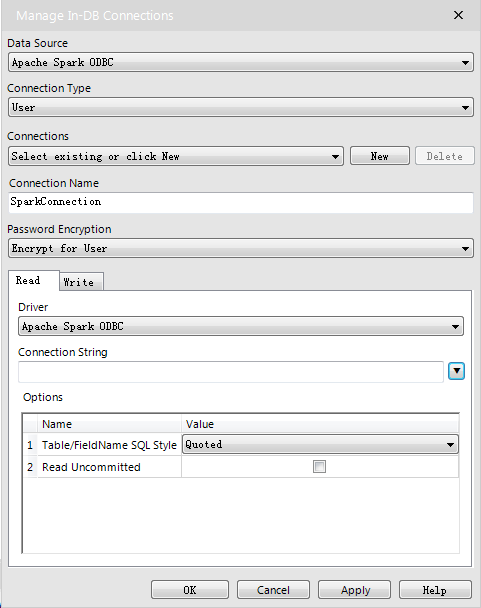 Manage In-DB Connections
Data Source
Apache Spark ODBC
Connection Type
User
Connections
Select existing or click New
New
Delete
Connection Name
SparkConnection
Password Encryption
Encrypt for User
Read
Write
Driver
Apache Spark ODBC
Connection String
Options
Name Value
1 Table/FieldName SQL Style Quoted
2 Read Uncommitted
OK Cancel Apply Help